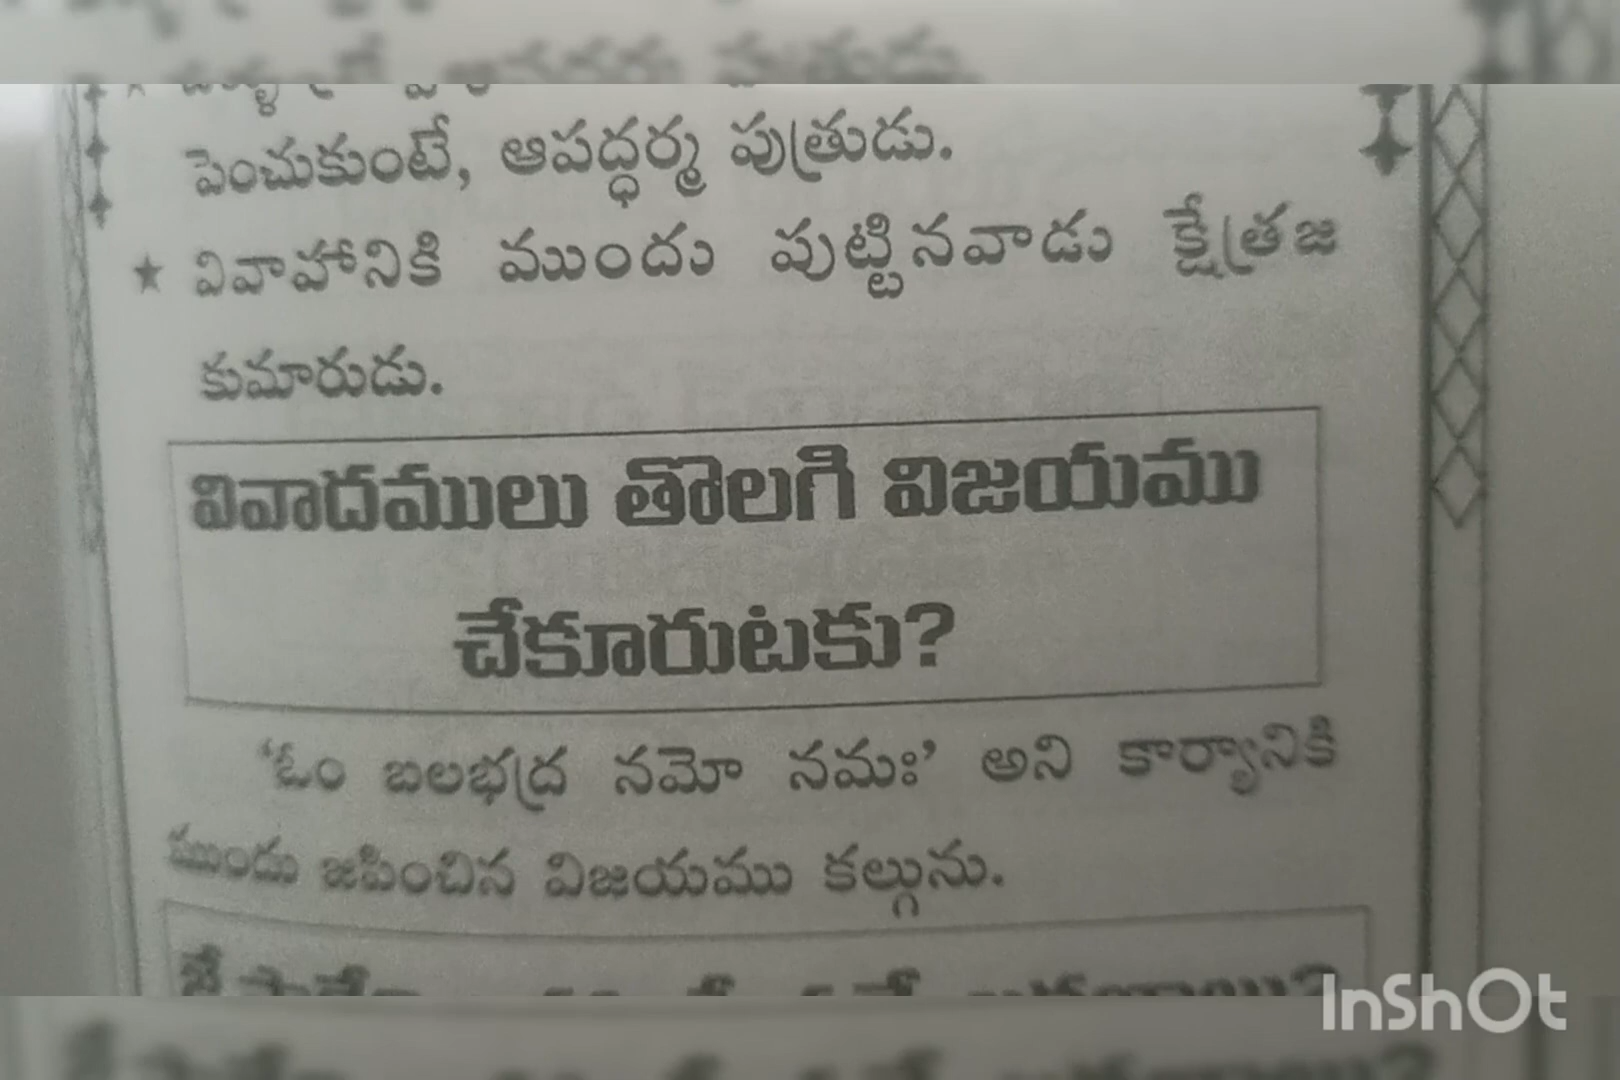 పెంచుకుంటే, ఆపద్ధర్మ పుత్రుడు.
★ వివాహానికి ముందు పుట్టినవాడు క్షేత్రజ
కుమారుడు.
వివాదములు తొలగి విజయము
చేకూరుటకు?
‘ఓం బలభద్ర నమో నమః’ అని కార్యానికి
ముందు జపించిన విజయము కల్గును.
InShOt